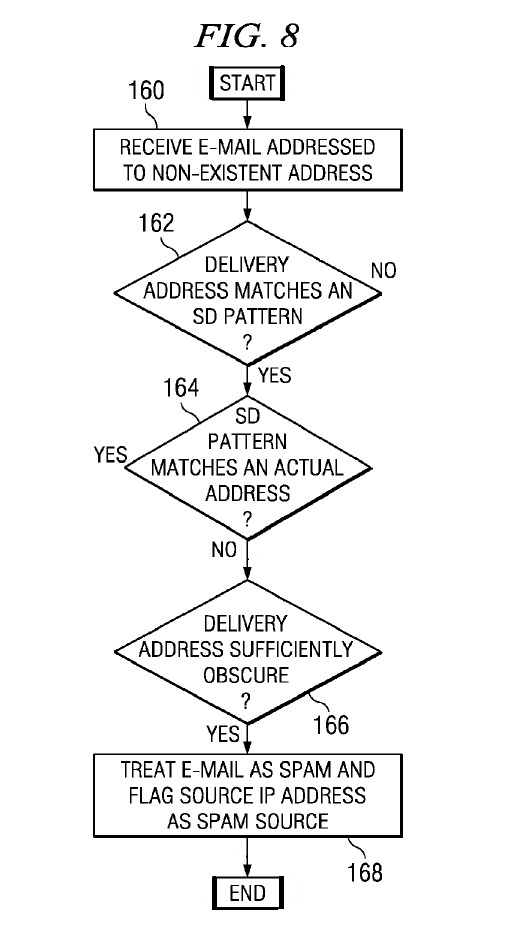 FIG. 8
START
160
RECEIVE E-MAIL ADDRESSED
TO NON-EXISTENT ADDRESS
162
DELIVERY
ADDRESS MATCHES AN
SD PATTERN
?
NO
YES
164
SD
PATTERN
MATCHES AN ACTUAL
ADDRESS
?
YES
NO
DELIVERY
ADDRESS SUFFICIENTLY
OBSCURE
?
166
YES
TREAT E-MAIL AS SPAM AND
FLAG SOURCE IP ADDRESS
AS SPAM SOURCE
168
END